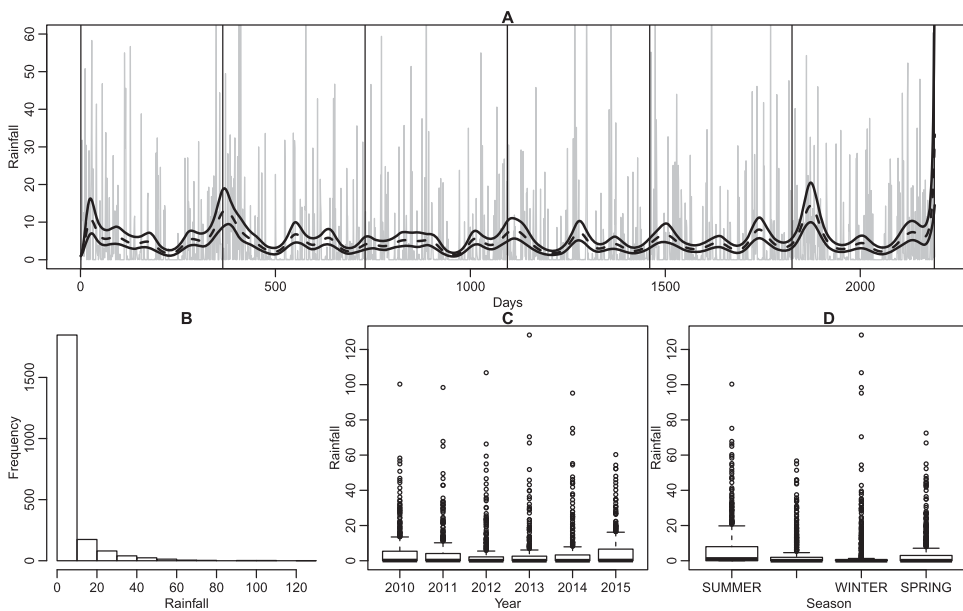 A
Rainfall
60
50
40
30
20
10
0
0 500 1000 1500 2000
Days
B
Frequency
1500
1000
500
0
0 20 40 60 80 100 120
Rainfall
C
Rainfall
120
100
80
60
40
20
0
2010 2011 2012 2013 2014 2015
Year
D
Rainfall
120
100
80
60
40
20
0
SUMMER WINTER SPRING
Season